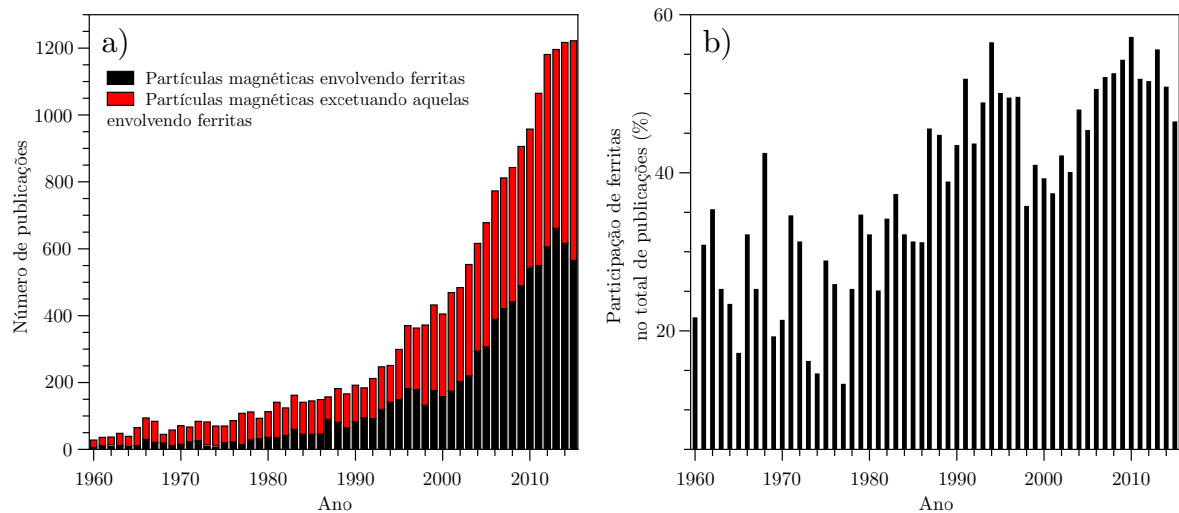 a)
Partículas magnéticas envolvendo ferritas
Partículas magnéticas excetuando aquelas
envolvendo ferritas
Número de publicações
1200
1000
800
600
400
200
0
1960
1970
1980
1990
2000
2010
Ano
b)
Participação de ferritas
no total de publicações (%)
60
40
20
1960
1970
1980
1990
2000
2010
Ano